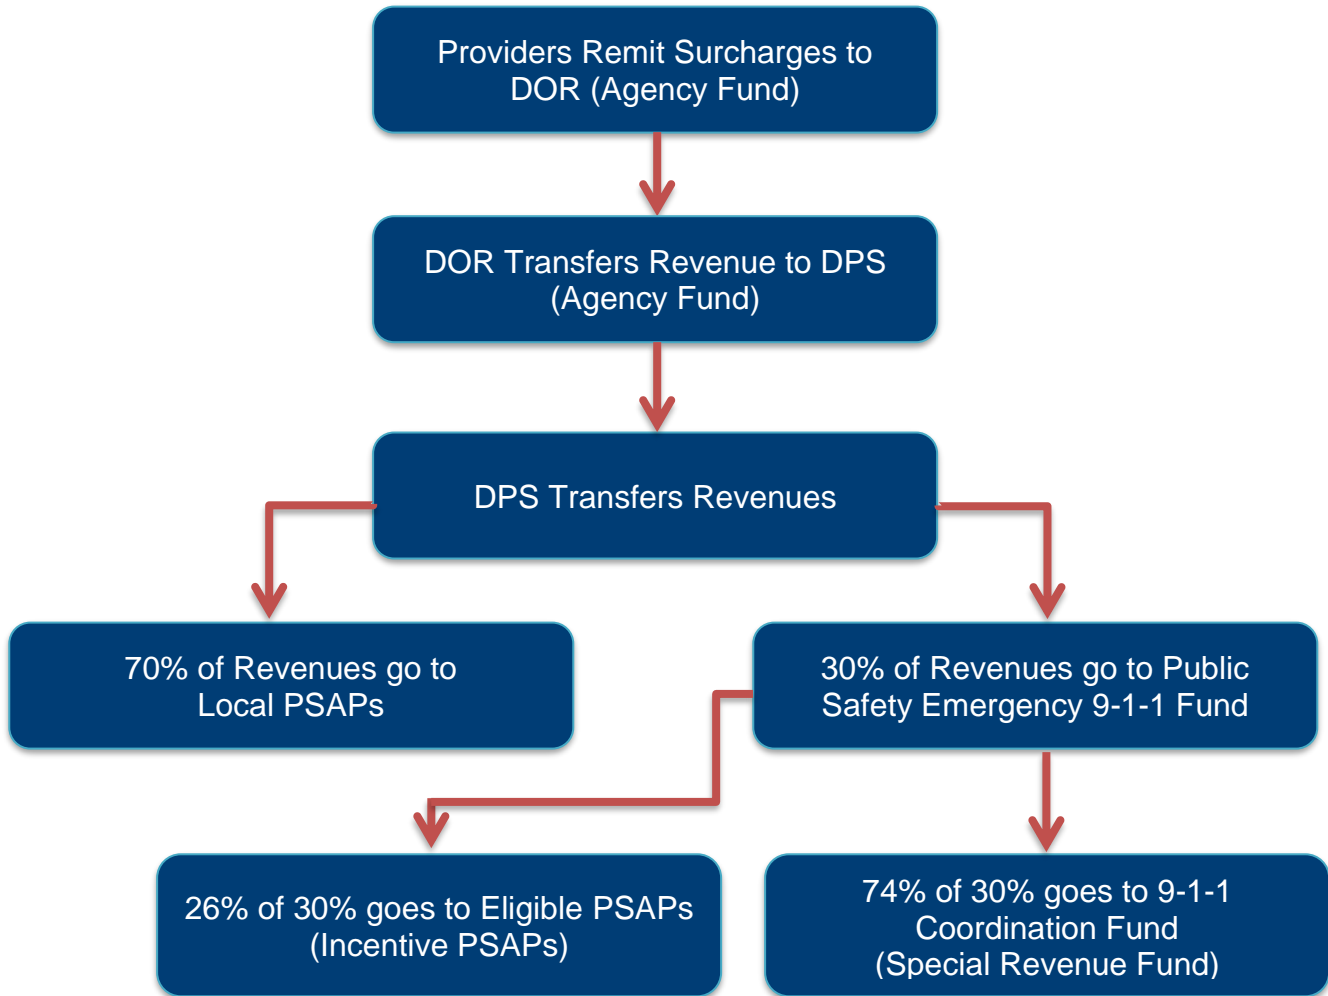 Providers Remit Surcharges to
DOR (Agency Fund)
DOR Transfers Revenue to DPS
(Agency Fund)
DPS Transfers Revenues
70% of Revenues go to
Local PSAPs
30% of Revenues go to Public
Safety Emergency 9-1-1 Fund
26% of 30% goes to Eligible PSAPs
(Incentive PSAPs)
74% of 30% goes to 9-1-1
Coordination Fund
(Special Revenue Fund)